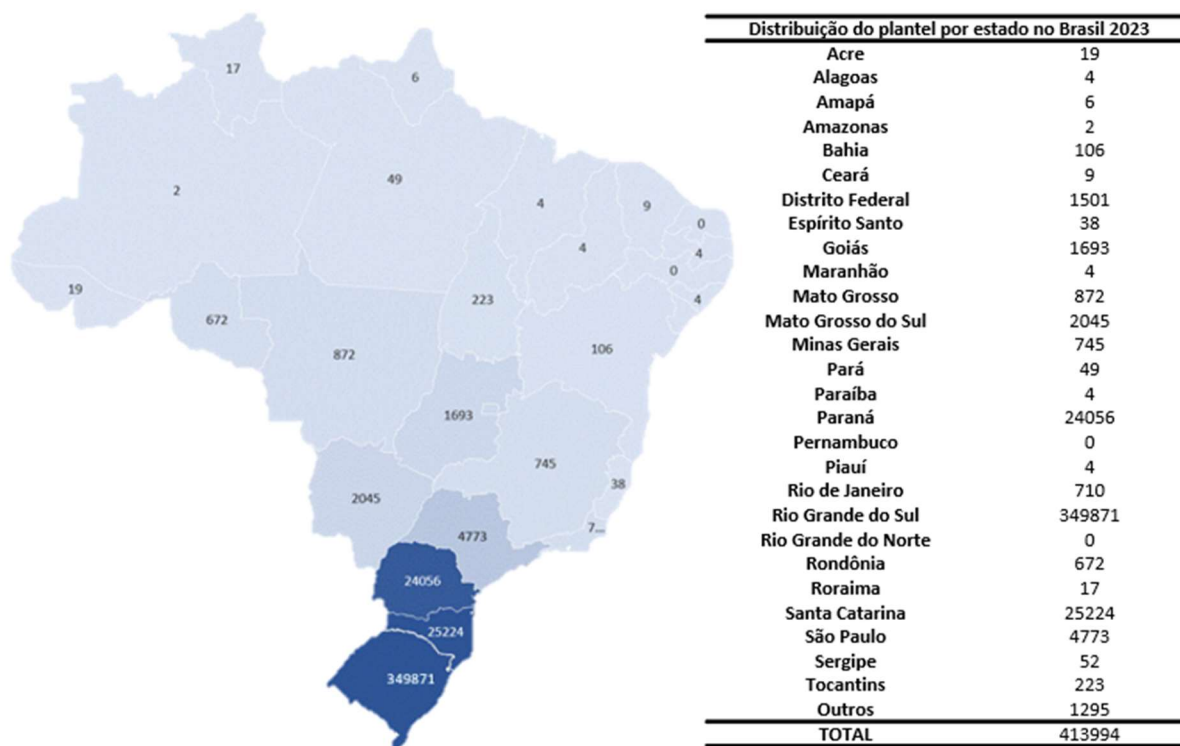 17
6
2
49
4
9
0
4
4
0
4
19
672
223
872
106
1693
745
38
2045
7...
4773
24056
25224
349871
Distribuição do plantel por estado no Brasil 2023
Acre 19
Alagoas 4
Amapá 6
Amazonas 2
Bahia 106
Ceará 9
Distrito Federal 1501
Espírito Santo 38
Goiás 1693
Maranhão 4
Mato Grosso 872
Mato Grosso do Sul 2045
Minas Gerais 745
Pará 49
Paraíba 4
Paraná 24056
Pernambuco 0
Piauí 4
Rio de Janeiro 710
Rio Grande do Sul 349871
Rio Grande do Norte 0
Rondônia 672
Roraima 17
Santa Catarina 25224
São Paulo 4773
Sergipe 52
Tocantins 223
Outros 1295
TOTAL 413994